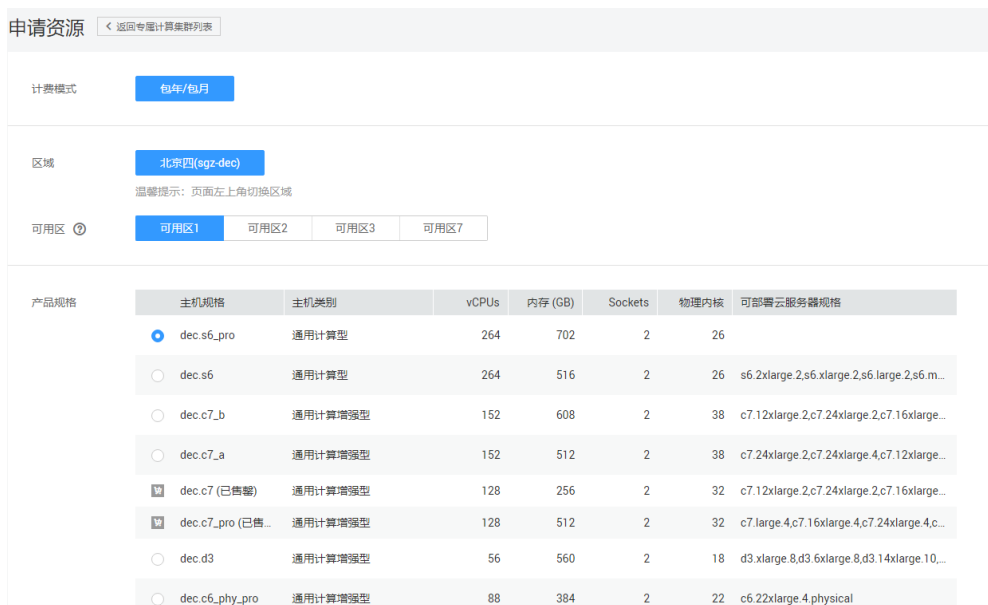 申请资源 返回专属计算集群列表
计费模式 包年/包月
区域 北京四(sgz-dec)
温馨提示：页面左上角切换区域
可用区 ? 可用区1 可用区2 可用区3 可用区7
产品规格 主机规格 主机类别 vCPUs 内存 (GB) Sockets 物理内核 可部署云服务器规格
dec.s6_pro 通用计算型 264 702 2 26
dec.s6 通用计算型 264 516 2 26 s6.2xlarge.2,s6.xlarge.2,s6.large.2,s6.m...
dec.c7_b 通用计算增强型 152 608 2 38 c7.12xlarge.2,c7.24xlarge.2,c7.16xlarge...
dec.c7_a 通用计算增强型 152 512 2 38 c7.24xlarge.2,c7.24xlarge.4,c7.12xlarge...
dec.c7 (已售罄) 通用计算增强型 128 256 2 32 c7.12xlarge.2,c7.24xlarge.2,c7.16xlarge...
dec.c7_pro (已售... 通用计算增强型 128 512 2 32 c7.large.4,c7.16xlarge.4,c7.24xlarge.4,c...
dec.d3 通用计算增强型 56 560 2 18 d3.xlarge.8,d3.6xlarge.8,d3.14xlarge.10,...
dec.c6_phy_pro 通用计算增强型 88 384 2 22 c6.22xlarge.4.physical